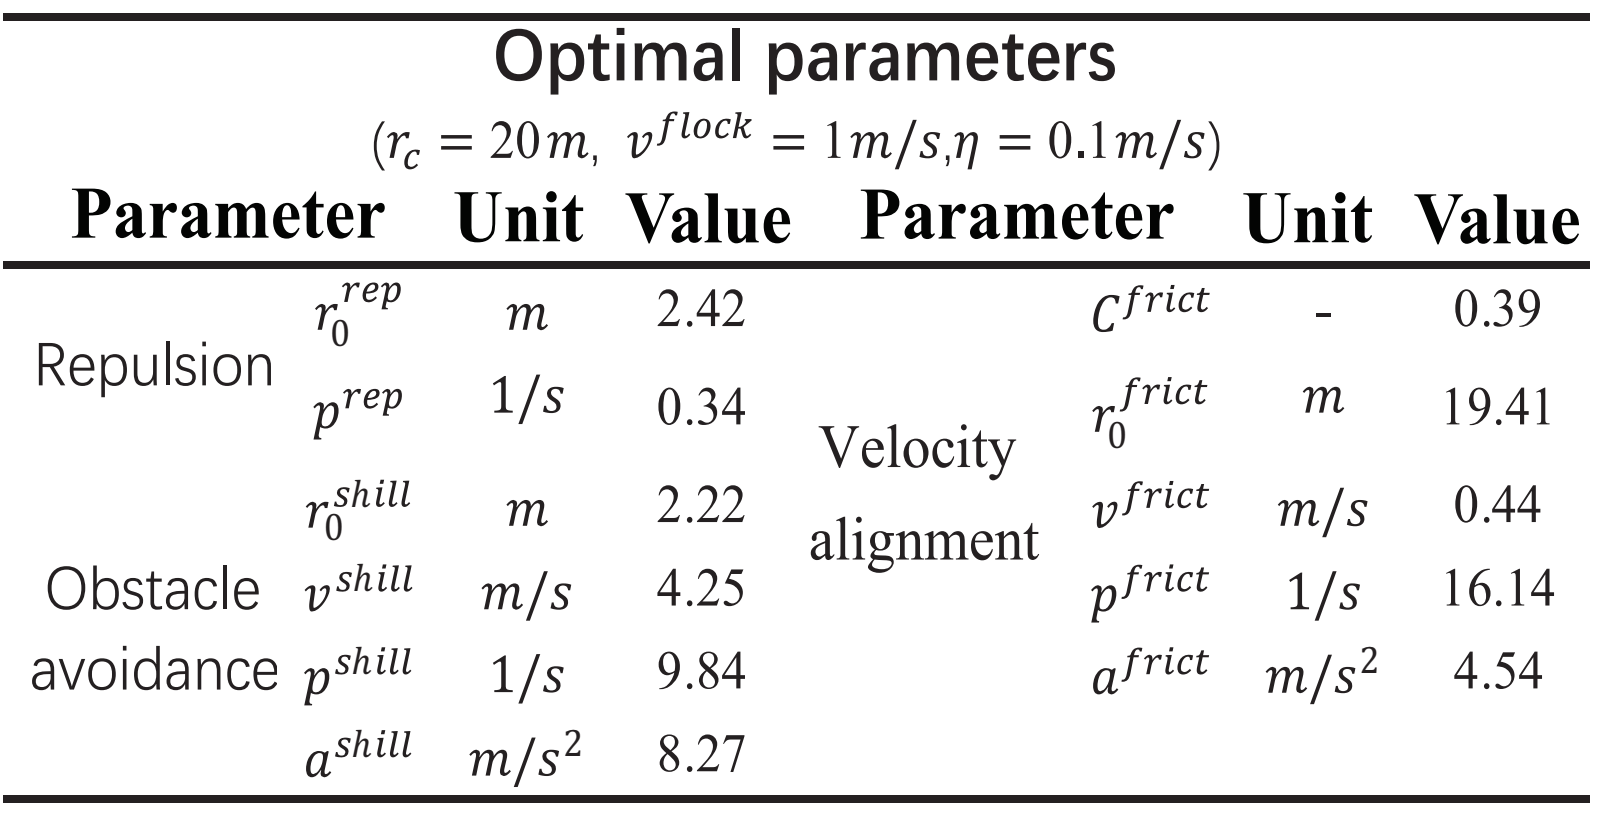 Optimal parameters
(r_c = 20m, v^{flock} = 1m/s,η = 0.1m/s)
Parameter Unit Value Parameter Unit Value
Repulsion
r_0^{rep} m 2.42
p^{rep} 1/s 0.34
Obstacle
avoidance
r_0^{shill} m 2.22
v^{shill} m/s 4.25
p^{shill} 1/s 9.84
a^{shill} m/s^2 8.27
Velocity
alignment
C^{frict} - 0.39
r_0^{frict} m 19.41
v^{frict} m/s 0.44
p^{frict} 1/s 16.14
a^{frict} m/s^2 4.54